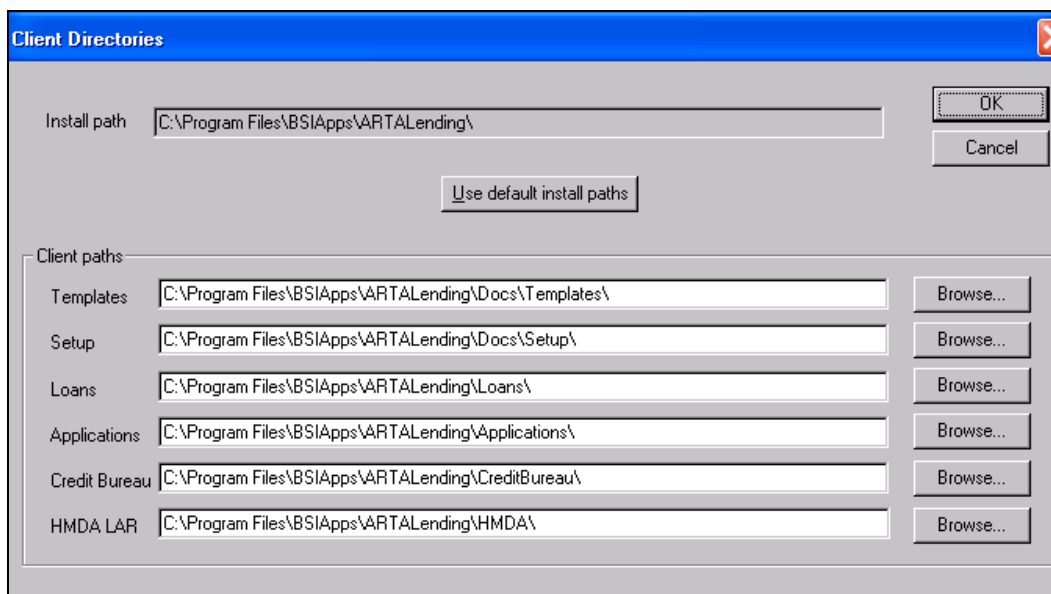 Client Directories
Install path C:\Program Files\BSIApps\ARTALending\ OK
Cancel
Use default install paths
Client paths
Templates C:\Program Files\BSIApps\ARTALending\Docs\Templates\ Browse...
Setup C:\Program Files\BSIApps\ARTALending\Docs\Setup\ Browse...
Loans C:\Program Files\BSIApps\ARTALending\Loans\ Browse...
Applications C:\Program Files\BSIApps\ARTALending\Applications\ Browse...
Credit Bureau C:\Program Files\BSIApps\ARTALending\CreditBureau\ Browse...
HMDA LAR C:\Program Files\BSIApps\ARTALending\HMDA\ Browse...